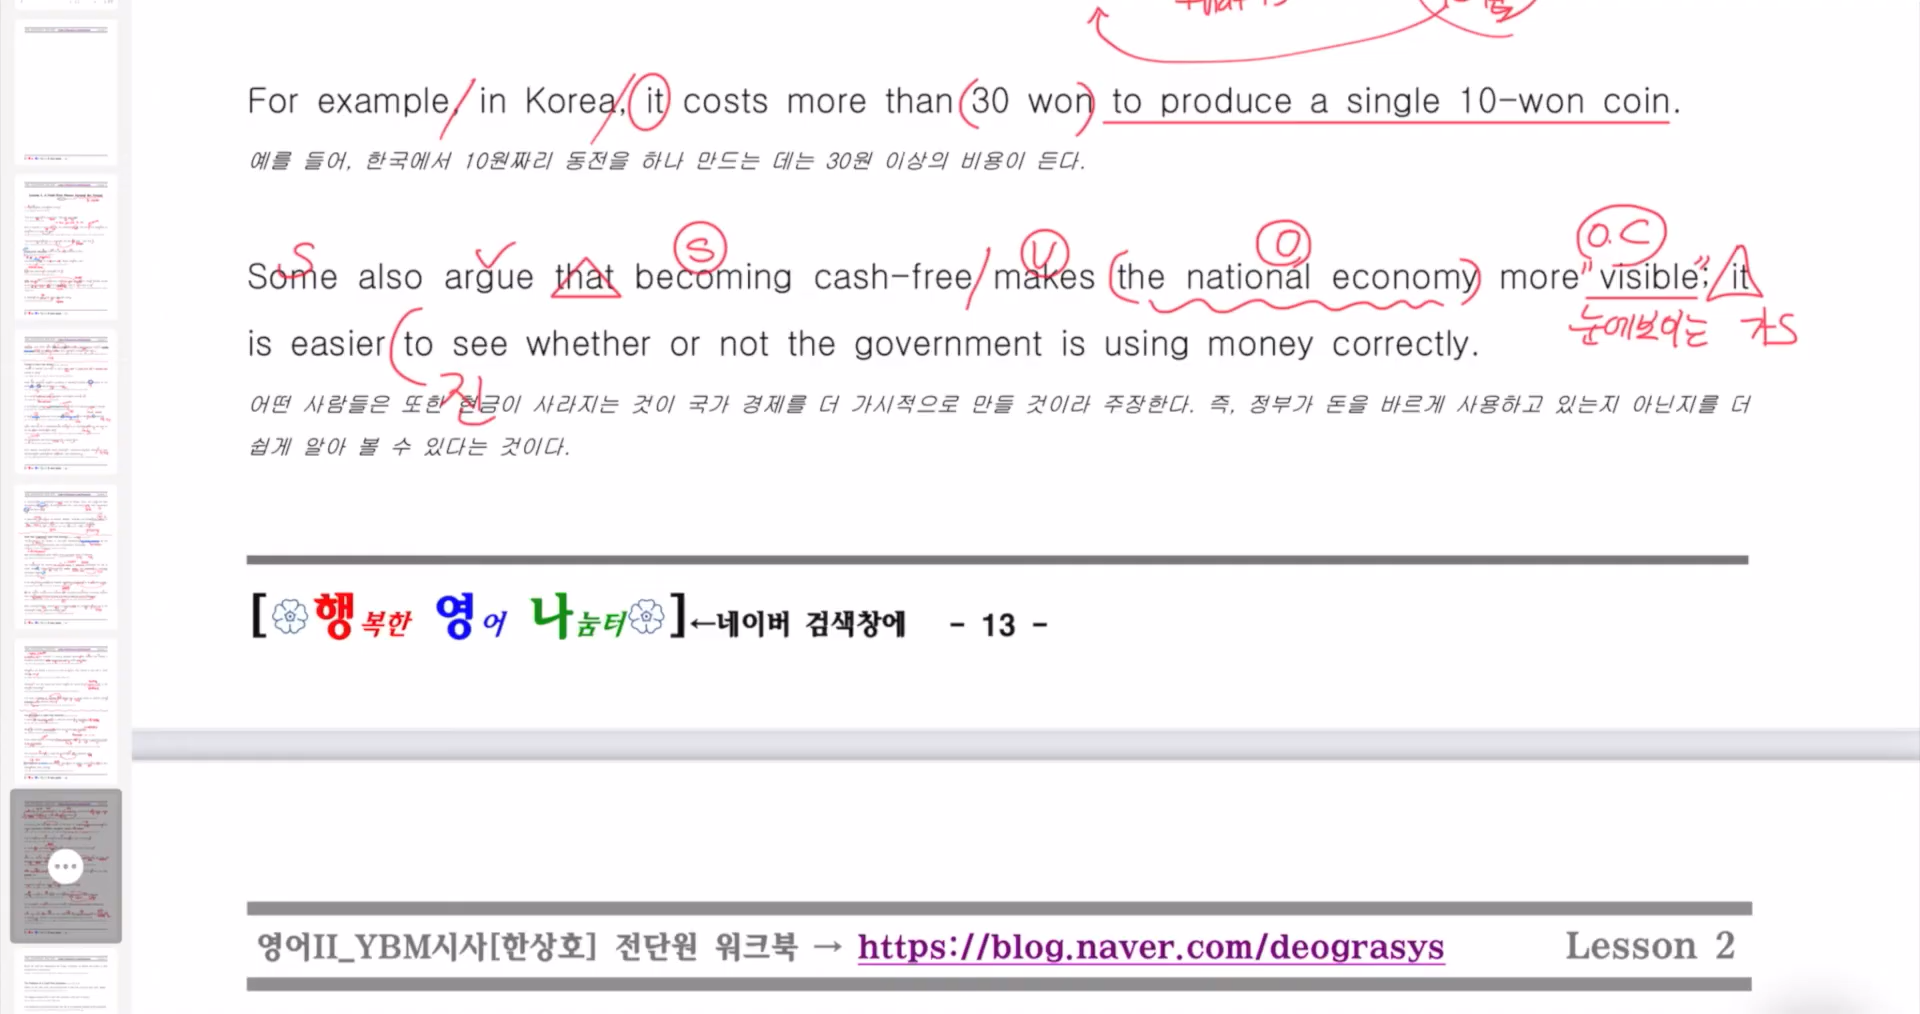 that is
For example, in Korea, it costs more than 30 won to produce a single 10-won coin.
예를 들어, 한국에서 10원짜리 동전을 하나 만드는 데는 30원 이상의 비용이 든다.
S V S V O O.C
Some also argue that becoming cash-free makes the national economy more "visible"; it
눈에보이는 가S
is easier to see whether or not the government is using money correctly.
진
어떤 사람들은 또한 현금이 사라지는 것이 국가 경제를 더 가시적으로 만들 것이라 주장한다. 즉, 정부가 돈을 바르게 사용하고 있는지 아닌지를 더
쉽게 알아 볼 수 있다는 것이다.
[행복한 영어 나눔터]←네이버 검색창에 - 13 -
영어II_YBM시사[한상호] 전단원 워크북 → https://blog.naver.com/deograsys Lesson 2